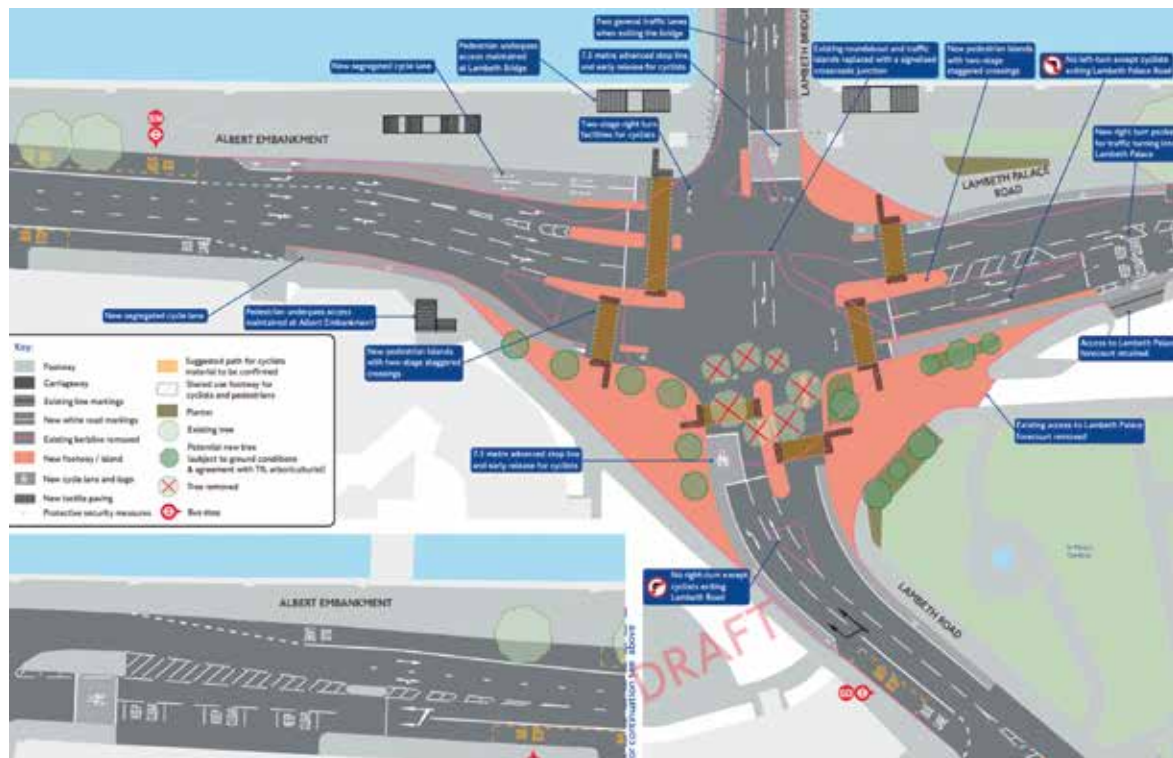 Two general traffic lanes
when exiting the bridge
LAMBETH BRIDGE
Pedestrian underpass
access maintained
at Lambeth Bridge
7.5 metre advanced stop line
and early release for cyclists
Existing roundabout and traffic
islands replaced with a signalised
crossroads junction
New pedestrian islands
with two-stage
staggered crossings
No left-turn except cyclists
exiting Lambeth Palace Road
New segregated cycle lane
ALBERT EMBANKMENT
Two-stage right turn
facilities for cyclists
New right turn pocket
for traffic turning into
Lambeth Palace
LAMBETH PALACE
ROAD
New segregated cycle lane
Pedestrian underpass access
maintained at Albert Embankment
New pedestrian islands
with two-stage staggered
crossings
Access to Lambeth Palace
forecourt retained
Existing access to Lambeth Palace
forecourt removed
7.5 metre advanced stop line
and early release for cyclists
Key:
Footway
Carriageway
Existing line markings
New white road markings
Existing kerbline removed
New footway / island
New cycle lane and logo
New tactile paving
Protective security measures
Suggested path for cyclists
material to be confirmed
Shared use footway for
cyclists and pedestrians
Planter
Existing tree
Potential new tree
(subject to ground conditions
& agreement with TfL arboriculturist)
Tree removed
Bus stop
No right-turn except
cyclists exiting
Lambeth Road
LAMBETH ROAD
DRAFT
ALBERT EMBANKMENT
or continuation see above